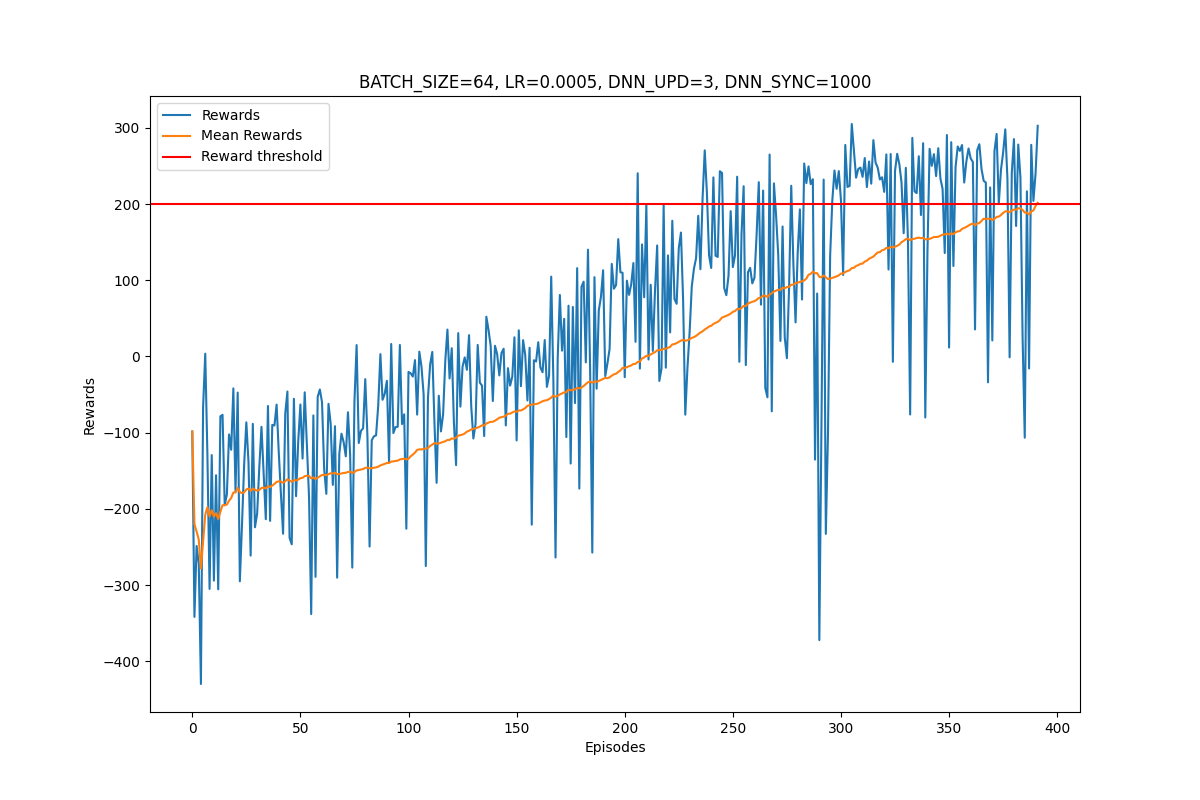 BATCH_SIZE=64, LR=0.0005, DNN_UPD=3, DNN_SYNC=1000
Rewards
Mean Rewards
Reward threshold
300
200
100
0
−100
−200
−300
−400
Rewards
0
50
100
150
200
250
300
350
400
Episodes